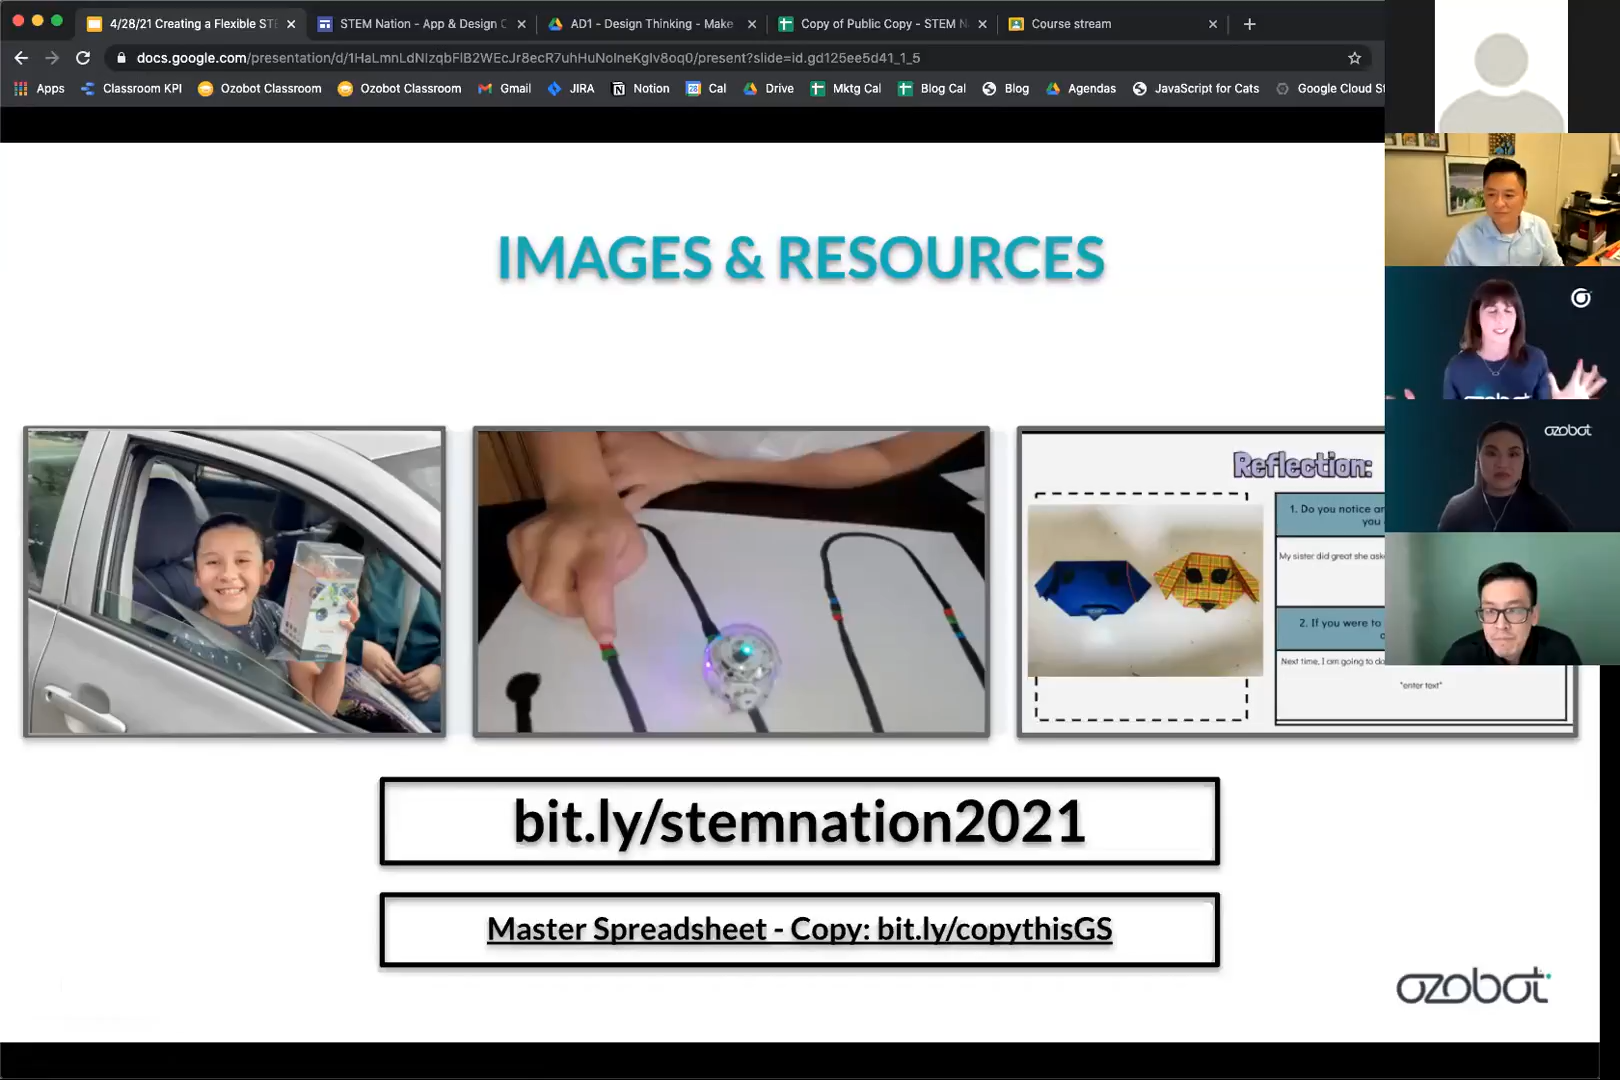 4/28/21 Creating a Flexible STE
STEM Nation - App & Design C
AD1 - Design Thinking - Make
Copy of Public Copy - STEM N
Course stream
docs.google.com/presentation/d/1HaLmnLdNIzqbFlB2WEcJr8ecR7uhHuNolneKgIv8oq0/present?slide=id.gd125ee5d41_1_5
Apps
Classroom KPI
Ozobot Classroom
Ozobot Classroom
Gmail
JIRA
Notion
Cal
Drive
Mktg Cal
Blog Cal
Blog
Agendas
JavaScript for Cats
Google Cloud St
IMAGES & RESOURCES
ozobot
Reflection:
1. Do you notice an
you
My sister did great she aske
2. If you were to
Next time, I am going to do
*enter text*
bit.ly/stemnation2021
Master Spreadsheet - Copy: bit.ly/copythisGS
ozobot